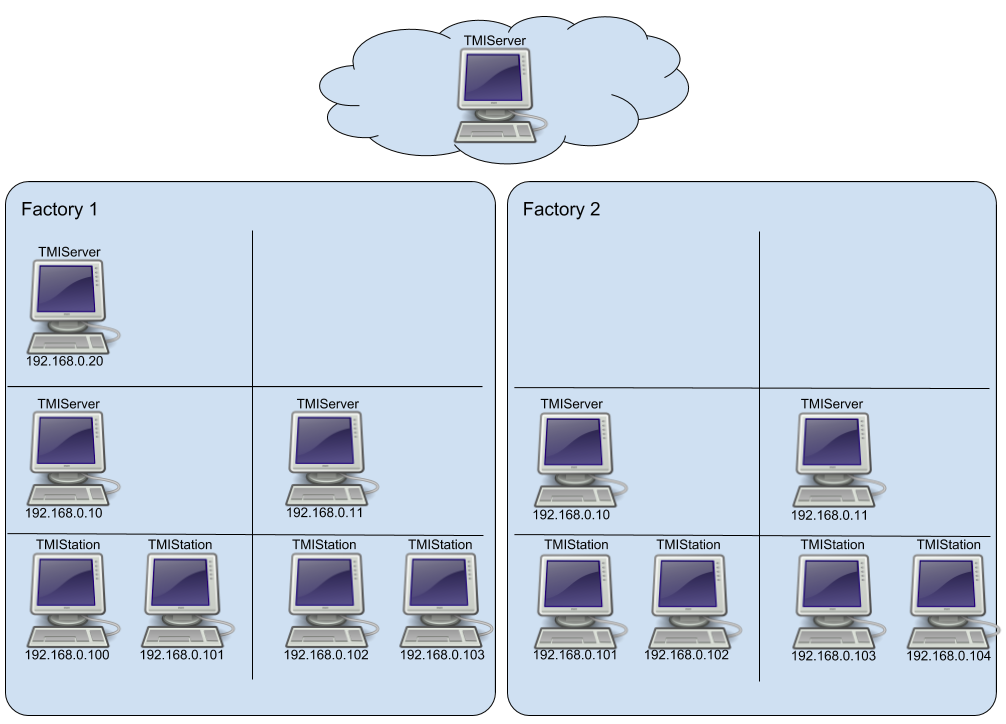 TMIServer
Factory 1
Factory 2
TMIServer
192.168.0.20
TMIServer
TMIServer
TMIServer
TMIServer
192.168.0.10
192.168.0.11
192.168.0.10
192.168.0.11
TMIStation
TMIStation
TMIStation
TMIStation
TMIStation
TMIStation
TMIStation
TMIStation
192.168.0.100
192.168.0.101
192.168.0.102
192.168.0.103
192.168.0.101
192.168.0.102
192.168.0.103
192.168.0.104